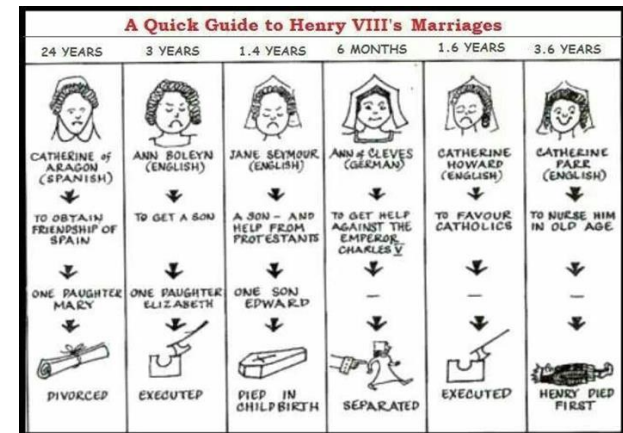 A Quick Guide to Henry VIII's Marriages
24 YEARS
3 YEARS
1.4 YEARS
6 MONTHS
1.6 YEARS
3.6 YEARS
CATHERINE of
ARAGON
(SPANISH)
TO OBTAIN
FRIENDSHIP OF
SPAIN
ONE DAUGHTER
MARY
DIVORCED
ANN BOLEYN
(ENGLISH)
TO GET A SON
ONE DAUGHTER
ELIZABETH
EXECUTED
JANE SEYMOUR
(ENGLISH)
A SON - AND
HELP FROM
PROTESTANTS
ONE SON
EDWARD
DIED IN
CHILDBIRTH
ANN of CLEVES
(GERMAN)
TO GET HELP
AGAINST THE
EMPEROR
CHARLES V
-
SEPARATED
CATHERINE
HOWARD
(ENGLISH)
TO FAVOUR
CATHOLICS
-
EXECUTED
CATHERINE
PARR
(ENGLISH)
TO NURSE HIM
IN OLD AGE
-
HENRY DIED
FIRST